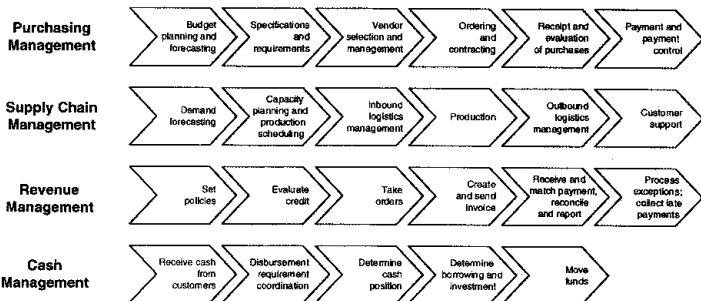 Purchasing
Management
Budget
planning and
forecasting
Specifications
and
requirements
Vendor
selection and
management
Ordering
and
contracting
Receipt and
evaluation
of purchases
Payment and
payment
control
Supply Chain
Management
Demand
forecasting
Capacity
planning and
production
scheduling
Inbound
logistics
management
Production
Outbound
logistics
management
Customer
support
Revenue
Management
Set
policies
Evaluate
credit
Take
orders
Create
and send
invoice
Receive and
match payment,
reconcile
and report
Process
exceptions;
collect late
payments
Cash
Management
Receive cash
from
customers
Disbursement
requirement
coordination
Determine
cash
position
Determine
borrowing and
investment
Move
funds